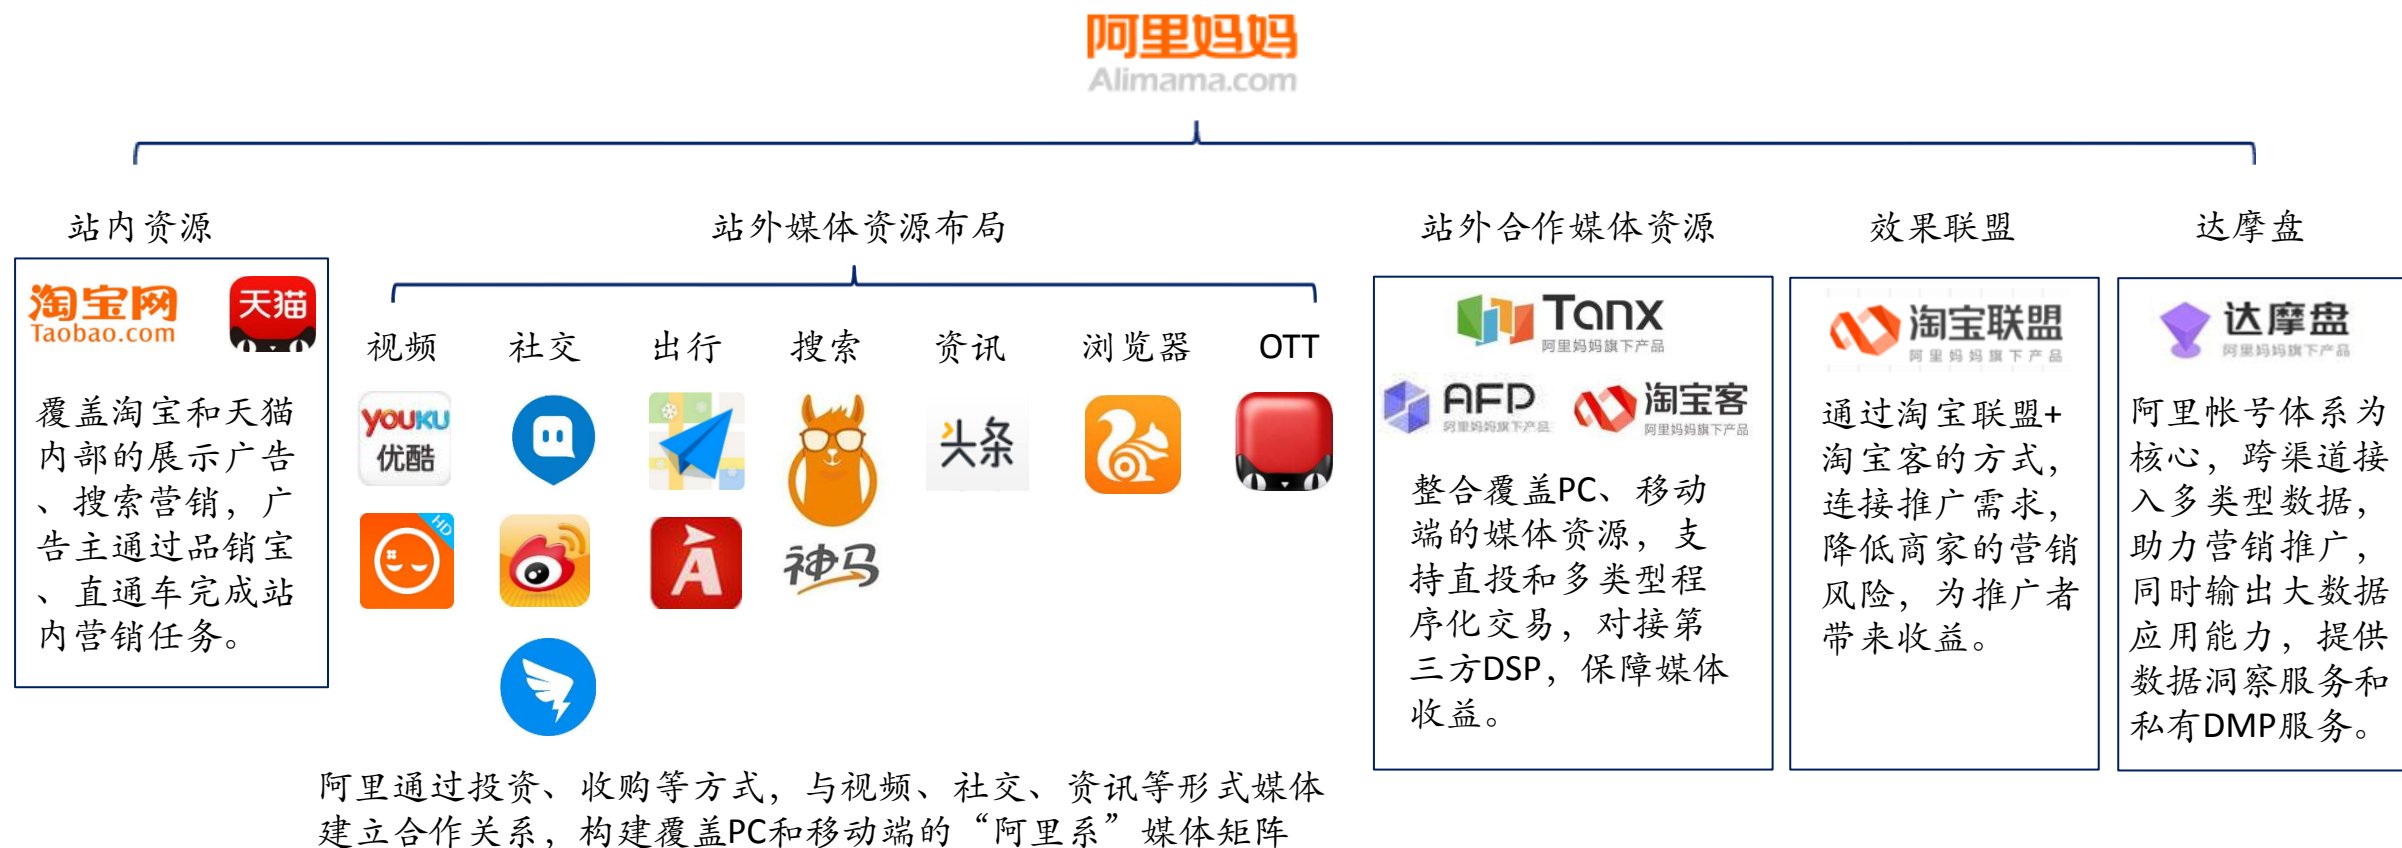 阿里妈妈
Alimama.com
站内资源
站外媒体资源布局
站外合作媒体资源
效果联盟
达摩盘
淘宝网
Taobao.com
天猫
覆盖淘宝和天猫
内部的展示广告
、搜索营销，广
告主通过品销宝
、直通车完成站
内营销任务。
视频
社交
出行
搜索
资讯
浏览器
OTT
YOUKU
优酷
头条
HD
A
神马
阿里通过投资、收购等方式，与视频、社交、资讯等形式媒体
建立合作关系，构建覆盖PC和移动端的“阿里系”媒体矩阵
Tanx
阿里妈妈旗下产品
AFP
阿里妈妈旗下产品
淘宝客
阿里妈妈旗下产品
整合覆盖PC、移动
端的媒体资源，支
持直投和多类型程
序化交易，对接第
三方DSP，保障媒体
收益。
淘宝联盟
阿里妈妈旗下产品
通过淘宝联盟+
淘宝客的方式，
连接推广需求，
降低商家的营销
风险，为推广者
带来收益。
达摩盘
阿里妈妈旗下产品
阿里帐号体系为
核心，跨渠道接
入多类型数据，
助力营销推广，
同时输出大数据
应用能力，提供
数据洞察服务和
私有DMP服务。